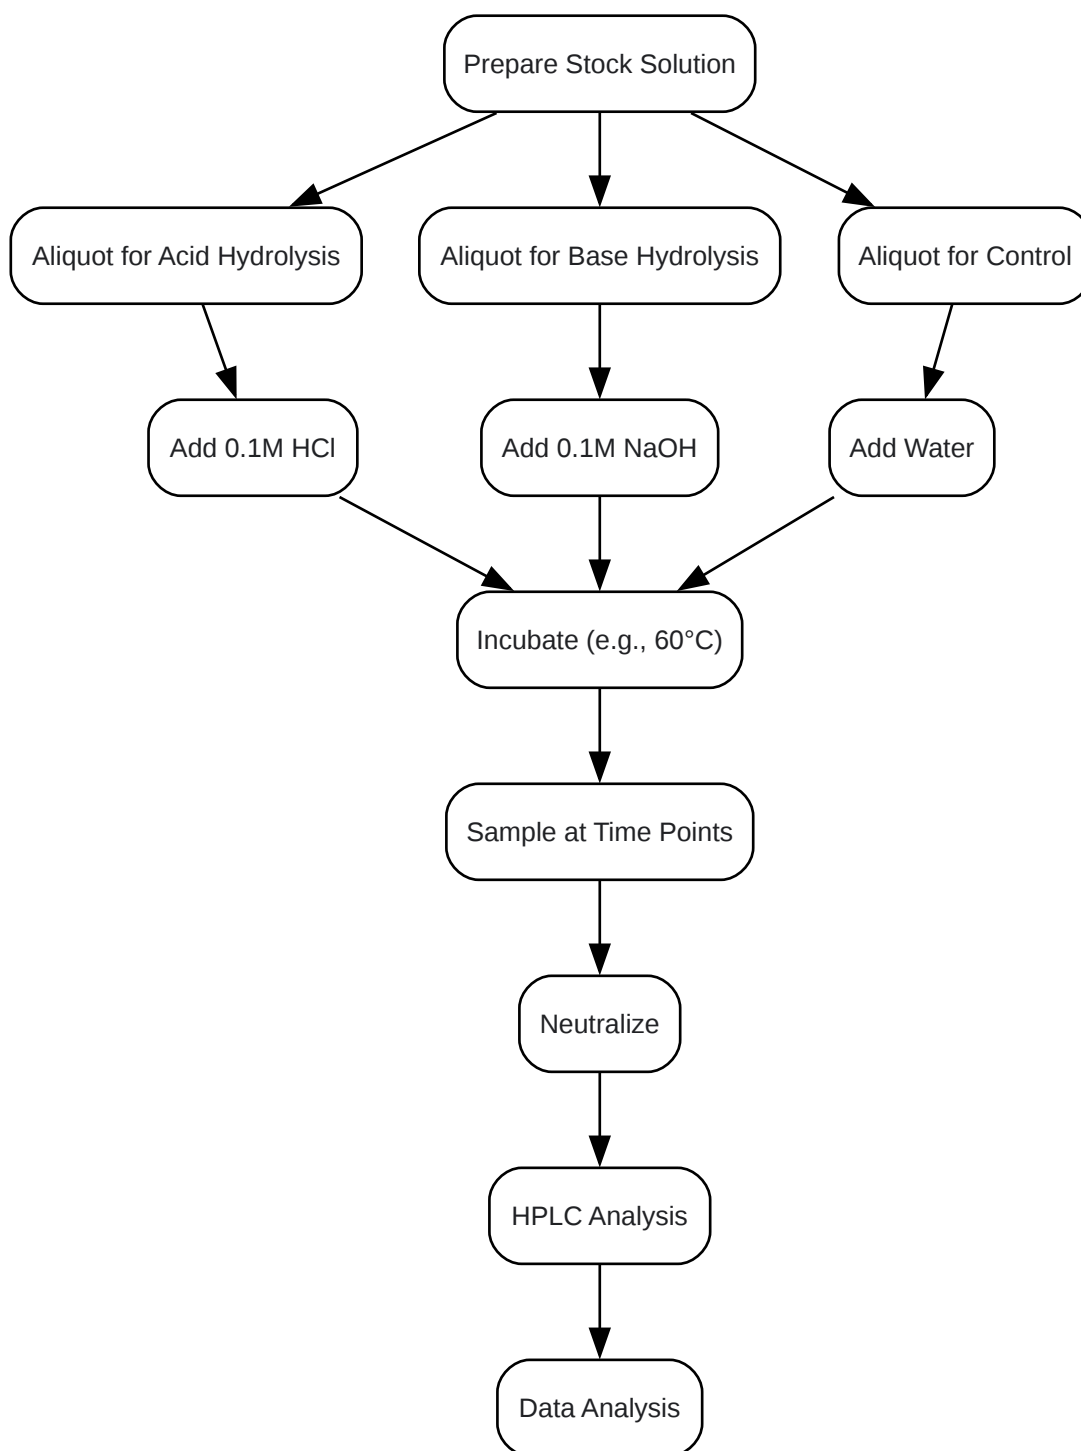 Prepare Stock Solution
Aliquot for Acid Hydrolysis
Aliquot for Base Hydrolysis
Aliquot for Control
Add 0.1M HCl
Add 0.1M NaOH
Add Water
Incubate (e.g., 60°C)
Sample at Time Points
Neutralize
HPLC Analysis
Data Analysis